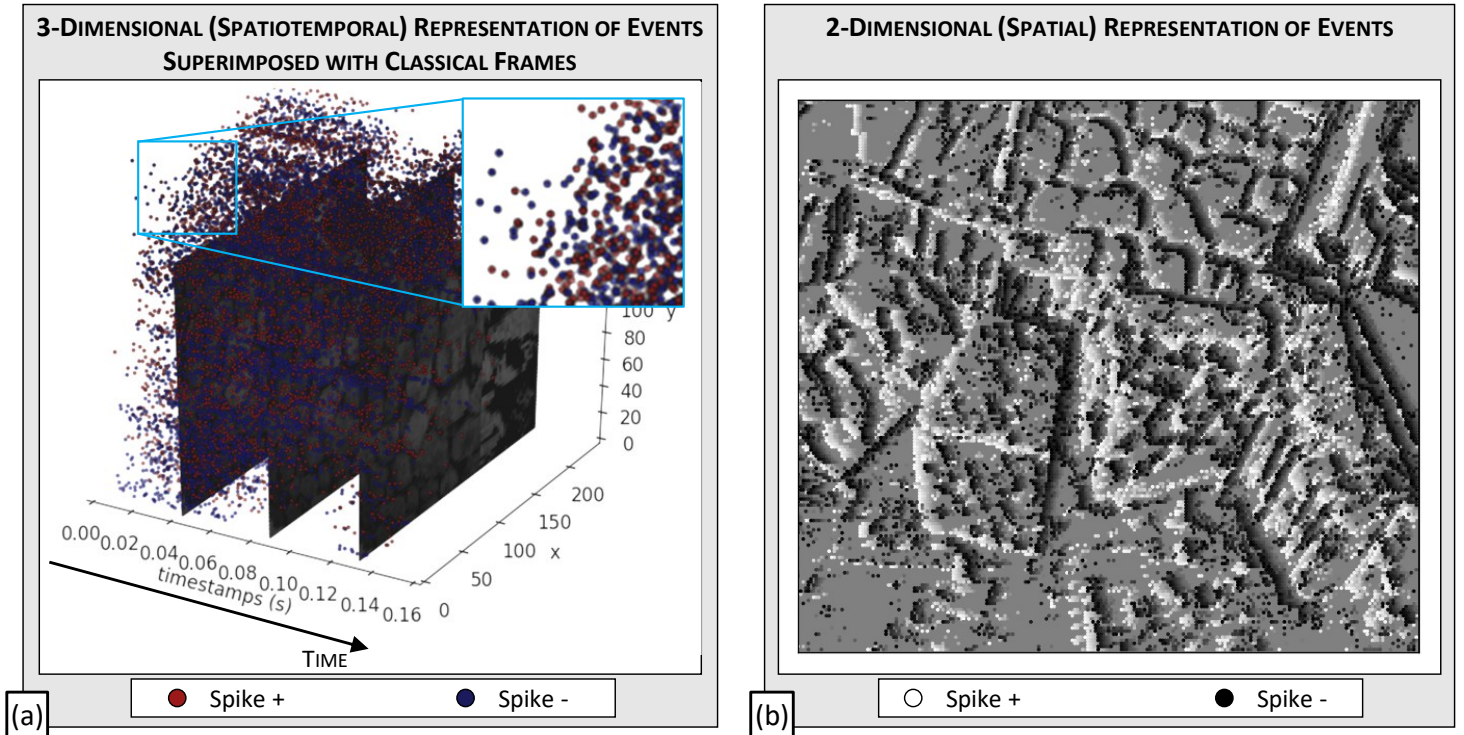 3-DIMENSIONAL (SPATIOTEMPORAL) REPRESENTATION OF EVENTS
SUPERIMPOSED WITH CLASSICAL FRAMES
100 y
80
60
40
20
0
200
150
100 x
50
0
0.00 0.02 0.04 0.06 0.08 0.10 0.12 0.14 0.16
timestamps (s)
TIME
Spike +
Spike -
(a)
2-DIMENSIONAL (SPATIAL) REPRESENTATION OF EVENTS
Spike +
Spike -
(b)